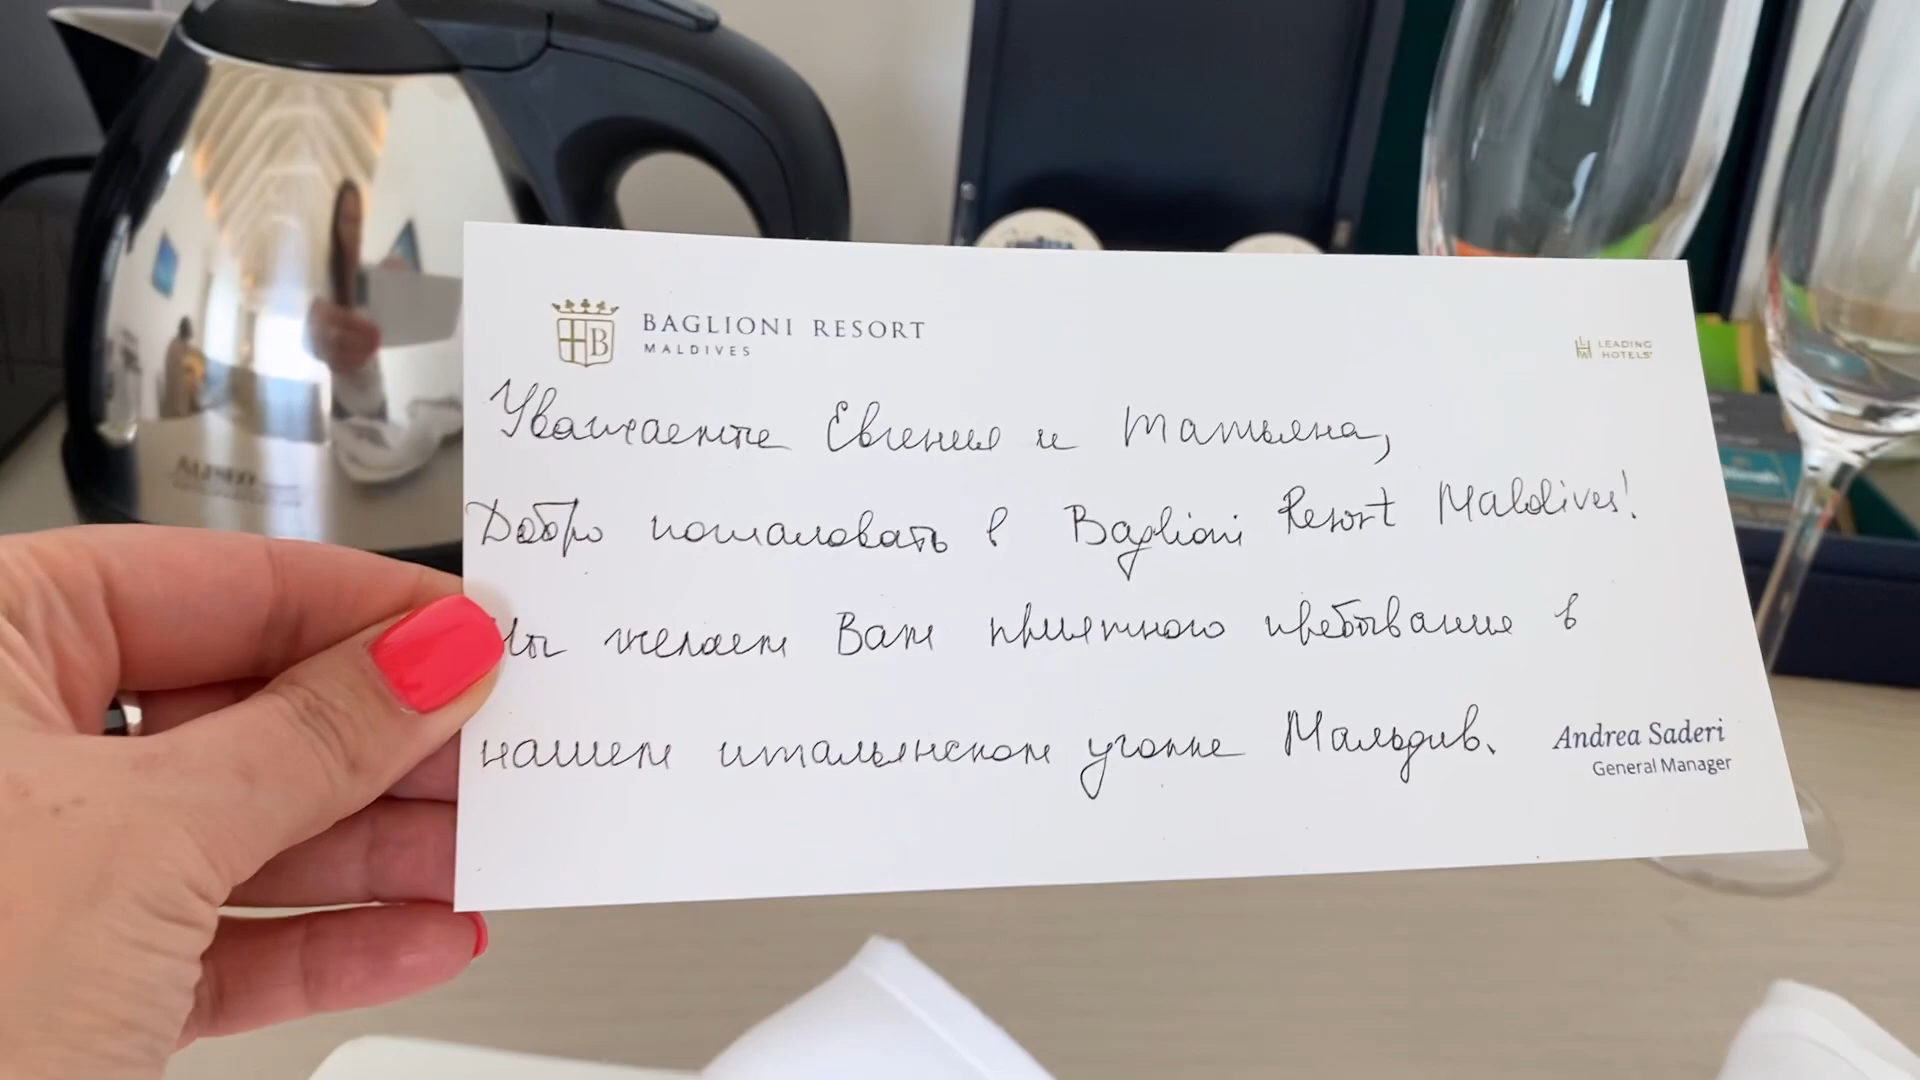 BAGLIONI RESORT
MALDIVES
LEADING
HOTELS
Уважаемые Евгения и Татьяна,
Добро пожаловать в Baglioni Resort Maldives!
Мы желаем Вам приятного пребывания в
нашем итальянском уголке Мальдив.
Andrea Saderi
General Manager